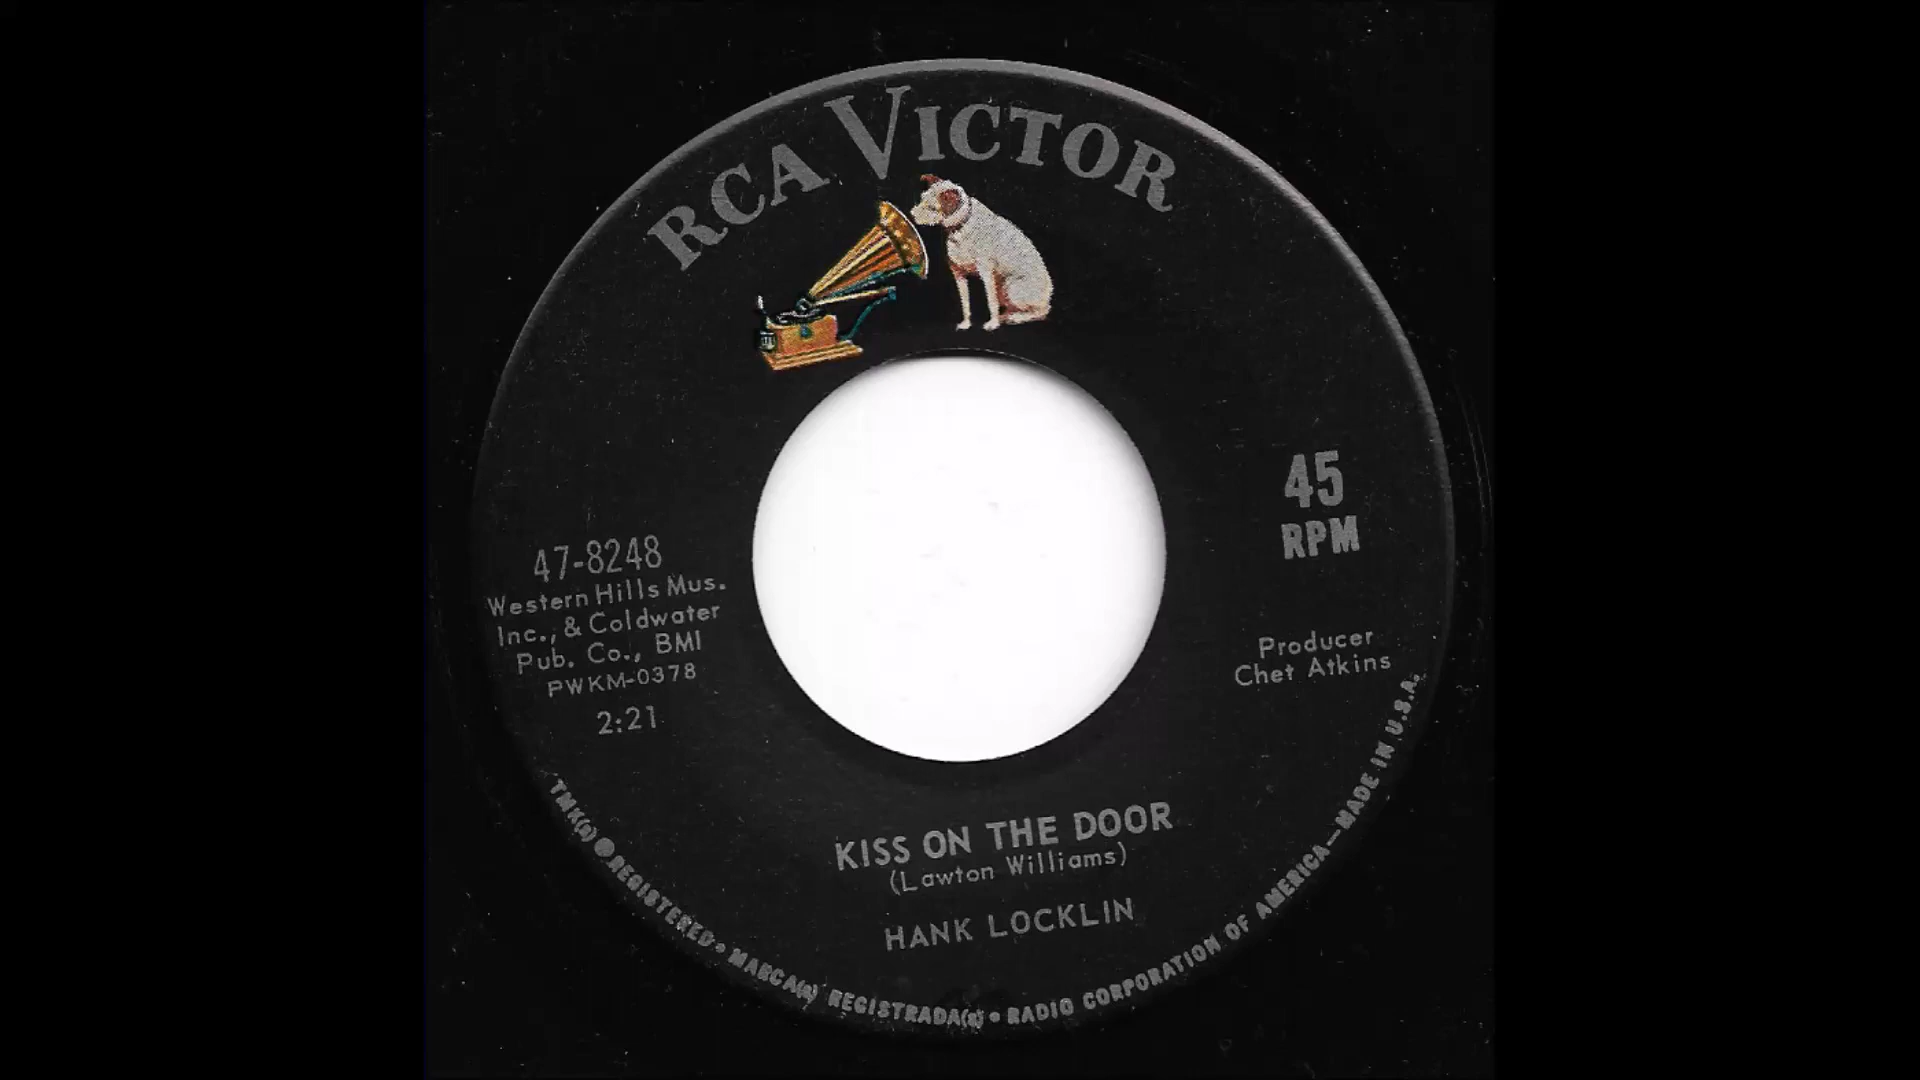 RCA VICTOR
45
RPM
47-8248
Western Hills Mus.
Inc., & Coldwater
Pub. Co., BMI
PWKM-0378
2:21
Producer
Chet Atkins
KISS ON THE DOOR
(Lawton Williams)
HANK LOCKLIN
TMK(s) ® REGISTERED • MARCA(s) REGISTRADA(s) • RADIO CORPORATION OF AMERICA—MADE IN U.S.A.